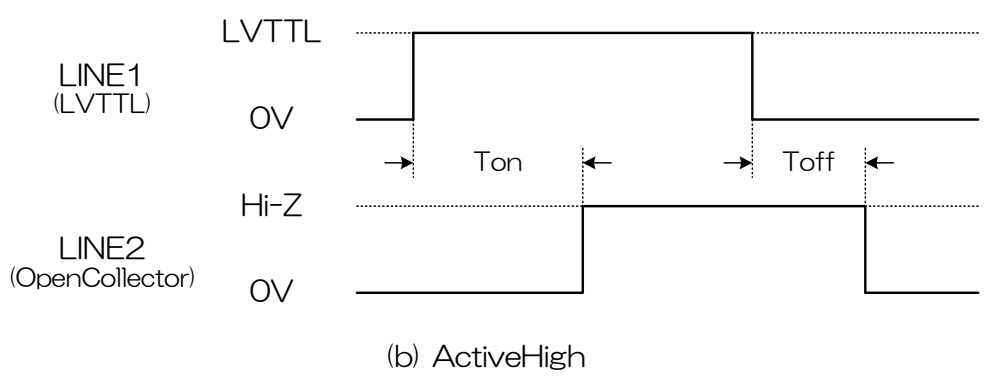 LVTTL
LINE1
(LVTTL)
0V
Ton
Toff
Hi-Z
LINE2
(OpenCollector)
0V
(b) ActiveHigh